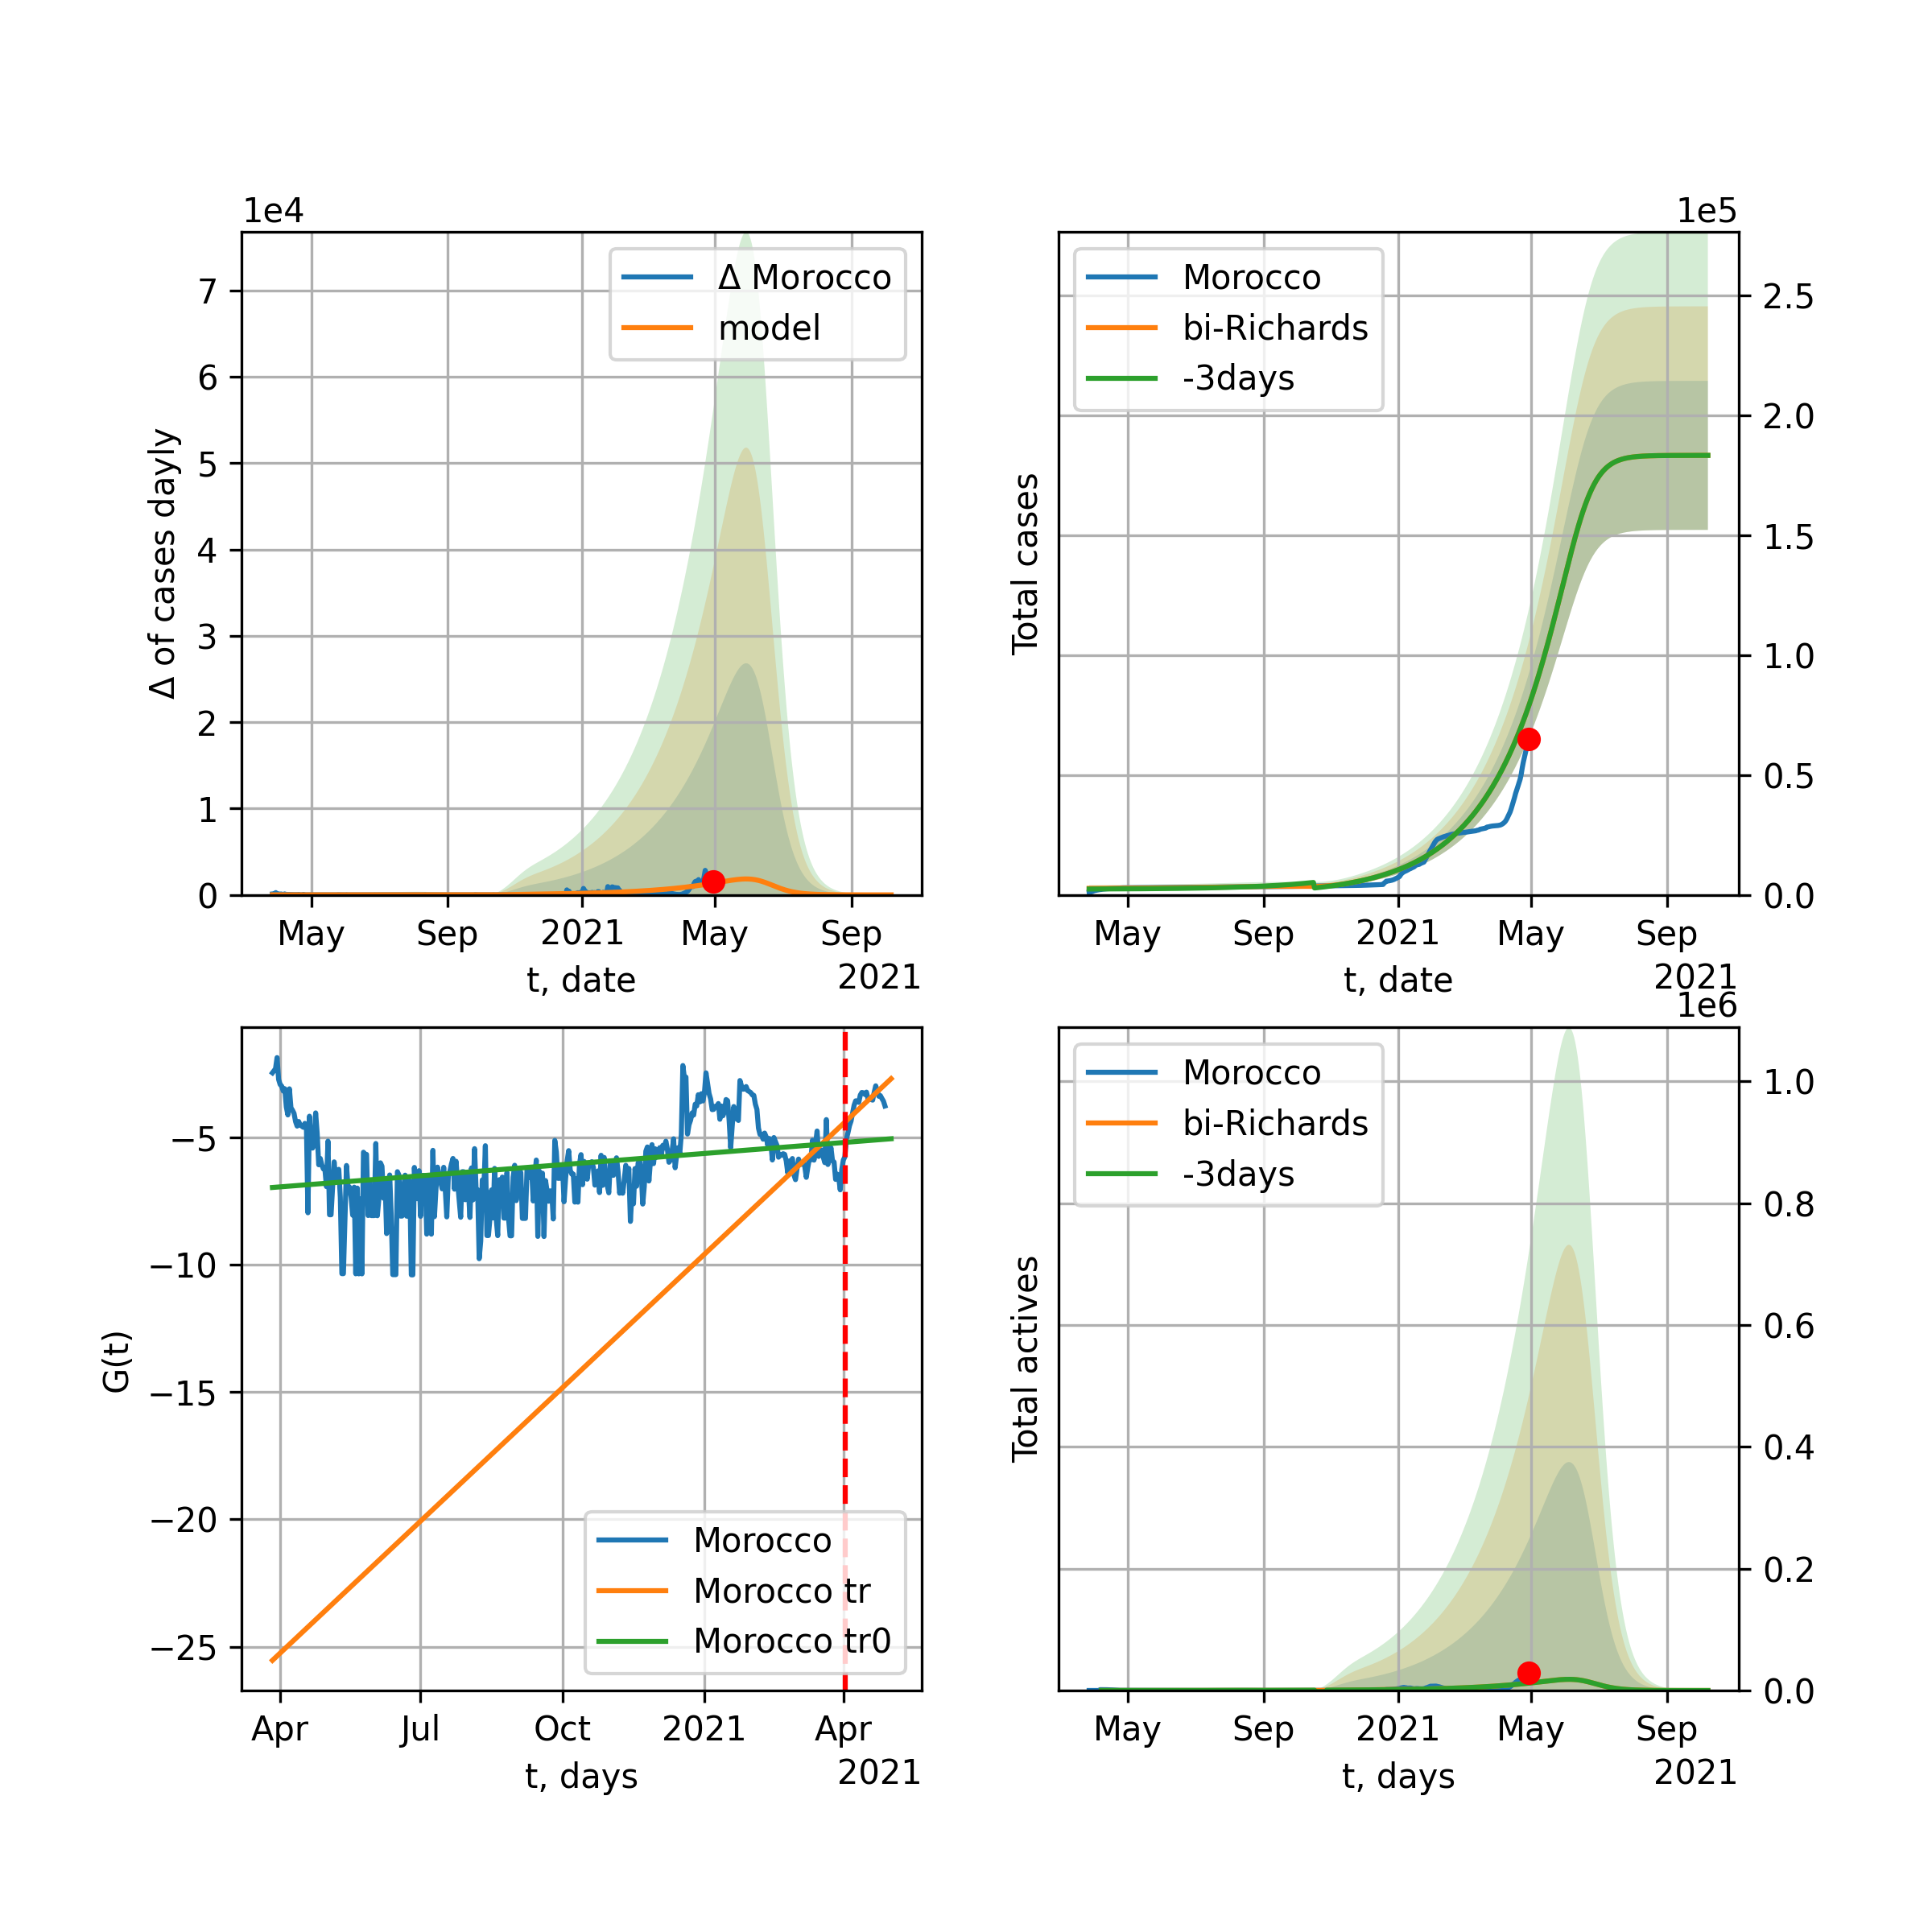 1e4
Δ of cases dayly
7
6
5
4
3
2
1
0
Δ Morocco
model
May Sep 2021 May Sep
t, date
2021
1e5
Total cases
Morocco
bi-Richards
-3days
2.5
2.0
1.5
1.0
0.5
0.0
May Sep 2021 May Sep
t, date
2021
G(t)
−5
−10
−15
−20
−25
Morocco
Morocco tr
Morocco tr0
Apr Jul Oct 2021 Apr
t, days
2021
1e6
Total actives
Morocco
bi-Richards
-3days
1.0
0.8
0.6
0.4
0.2
0.0
May Sep 2021 May Sep
t, days
2021